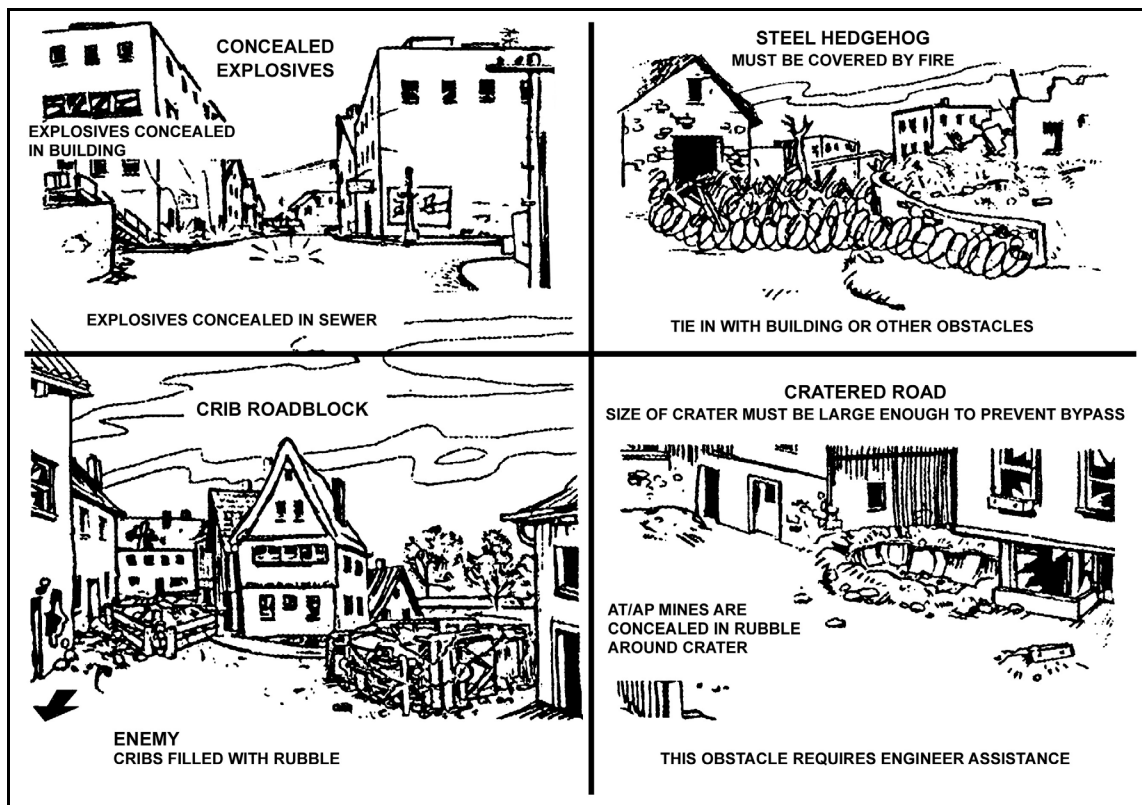 CONCEALED
EXPLOSIVES
EXPLOSIVES CONCEALED
IN BUILDING
EXPLOSIVES CONCEALED IN SEWER
STEEL HEDGEHOG
MUST BE COVERED BY FIRE
TIE IN WITH BUILDING OR OTHER OBSTACLES
CRIB ROADBLOCK
ENEMY
CRIBS FILLED WITH RUBBLE
CRATERED ROAD
SIZE OF CRATER MUST BE LARGE ENOUGH TO PREVENT BYPASS
AT/AP MINES ARE
CONCEALED IN RUBBLE
AROUND CRATER
THIS OBSTACLE REQUIRES ENGINEER ASSISTANCE